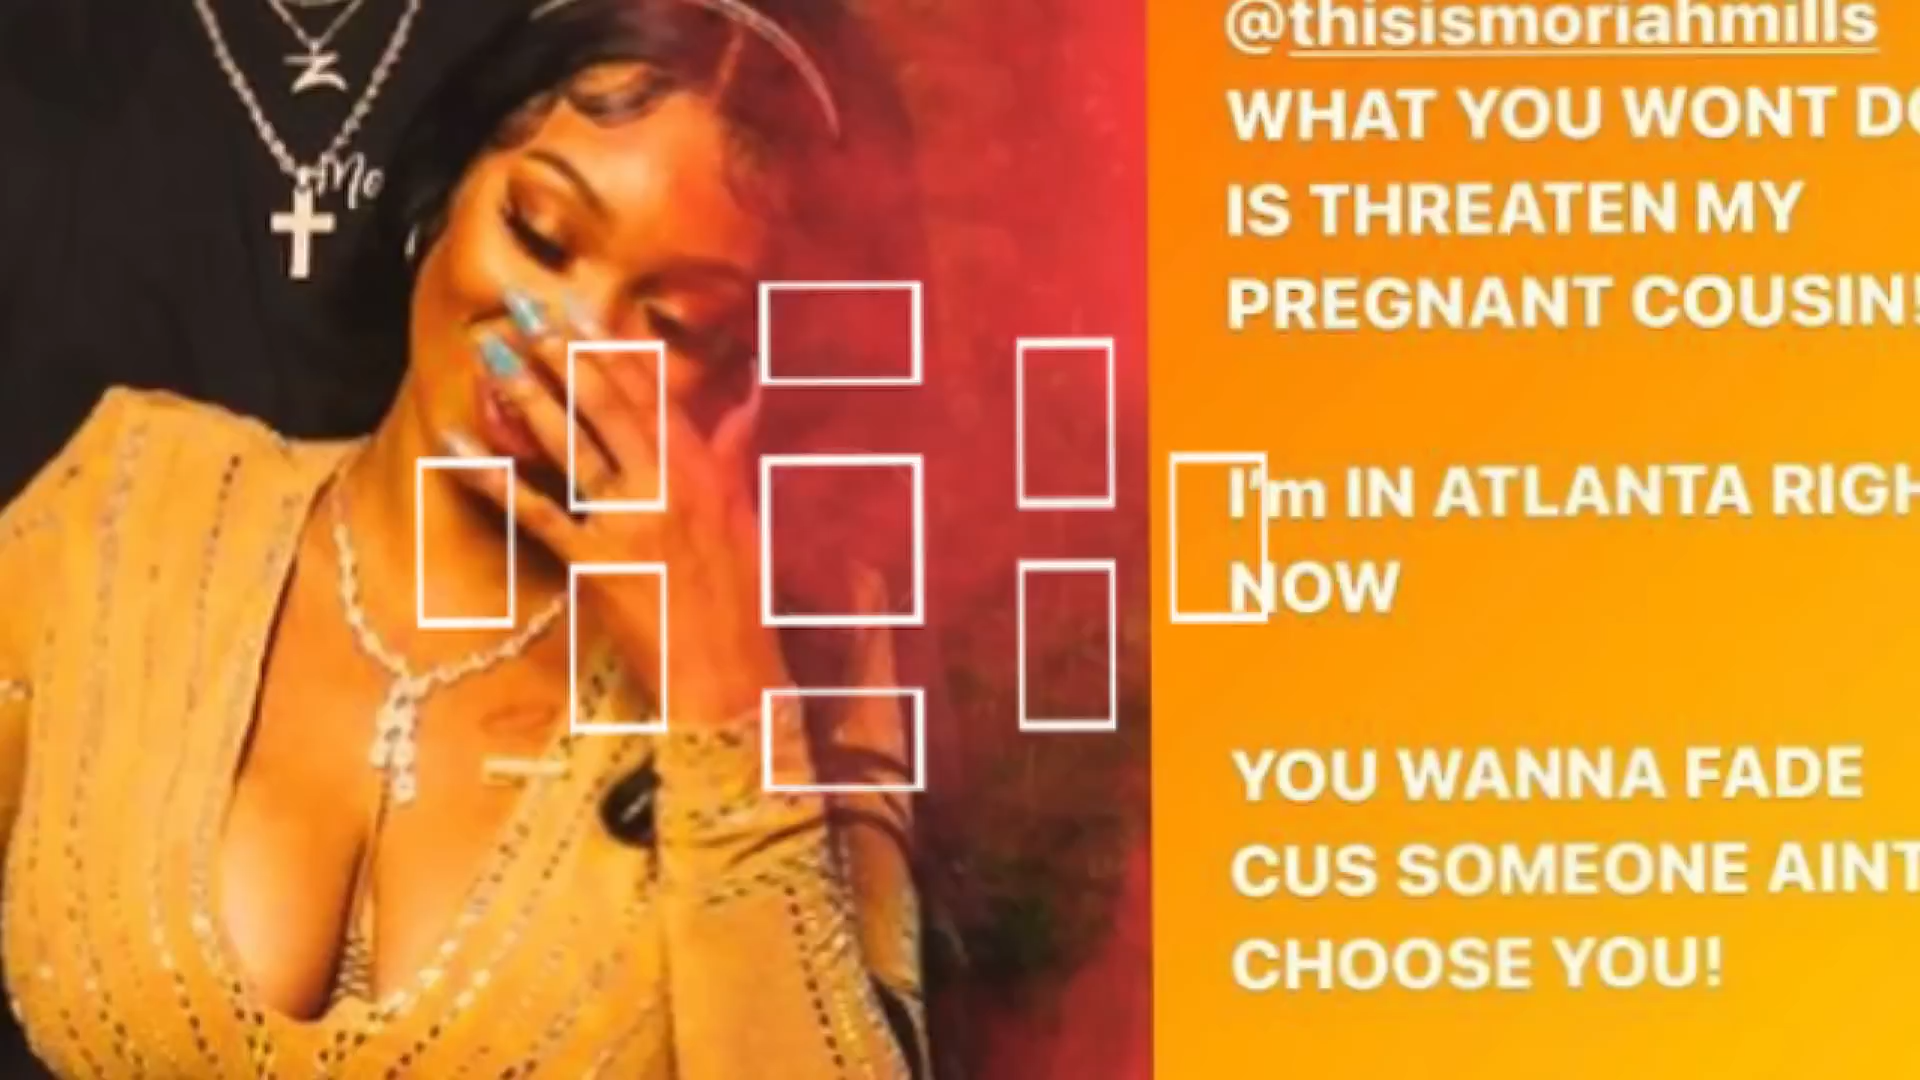 @thisismoriahmills
WHAT YOU WONT DO
IS THREATEN MY
PREGNANT COUSIN!
I'm IN ATLANTA
NOW
YOU WANNA FADE
CUS SOMEONE AINT
CHOOSE YOU!
Me